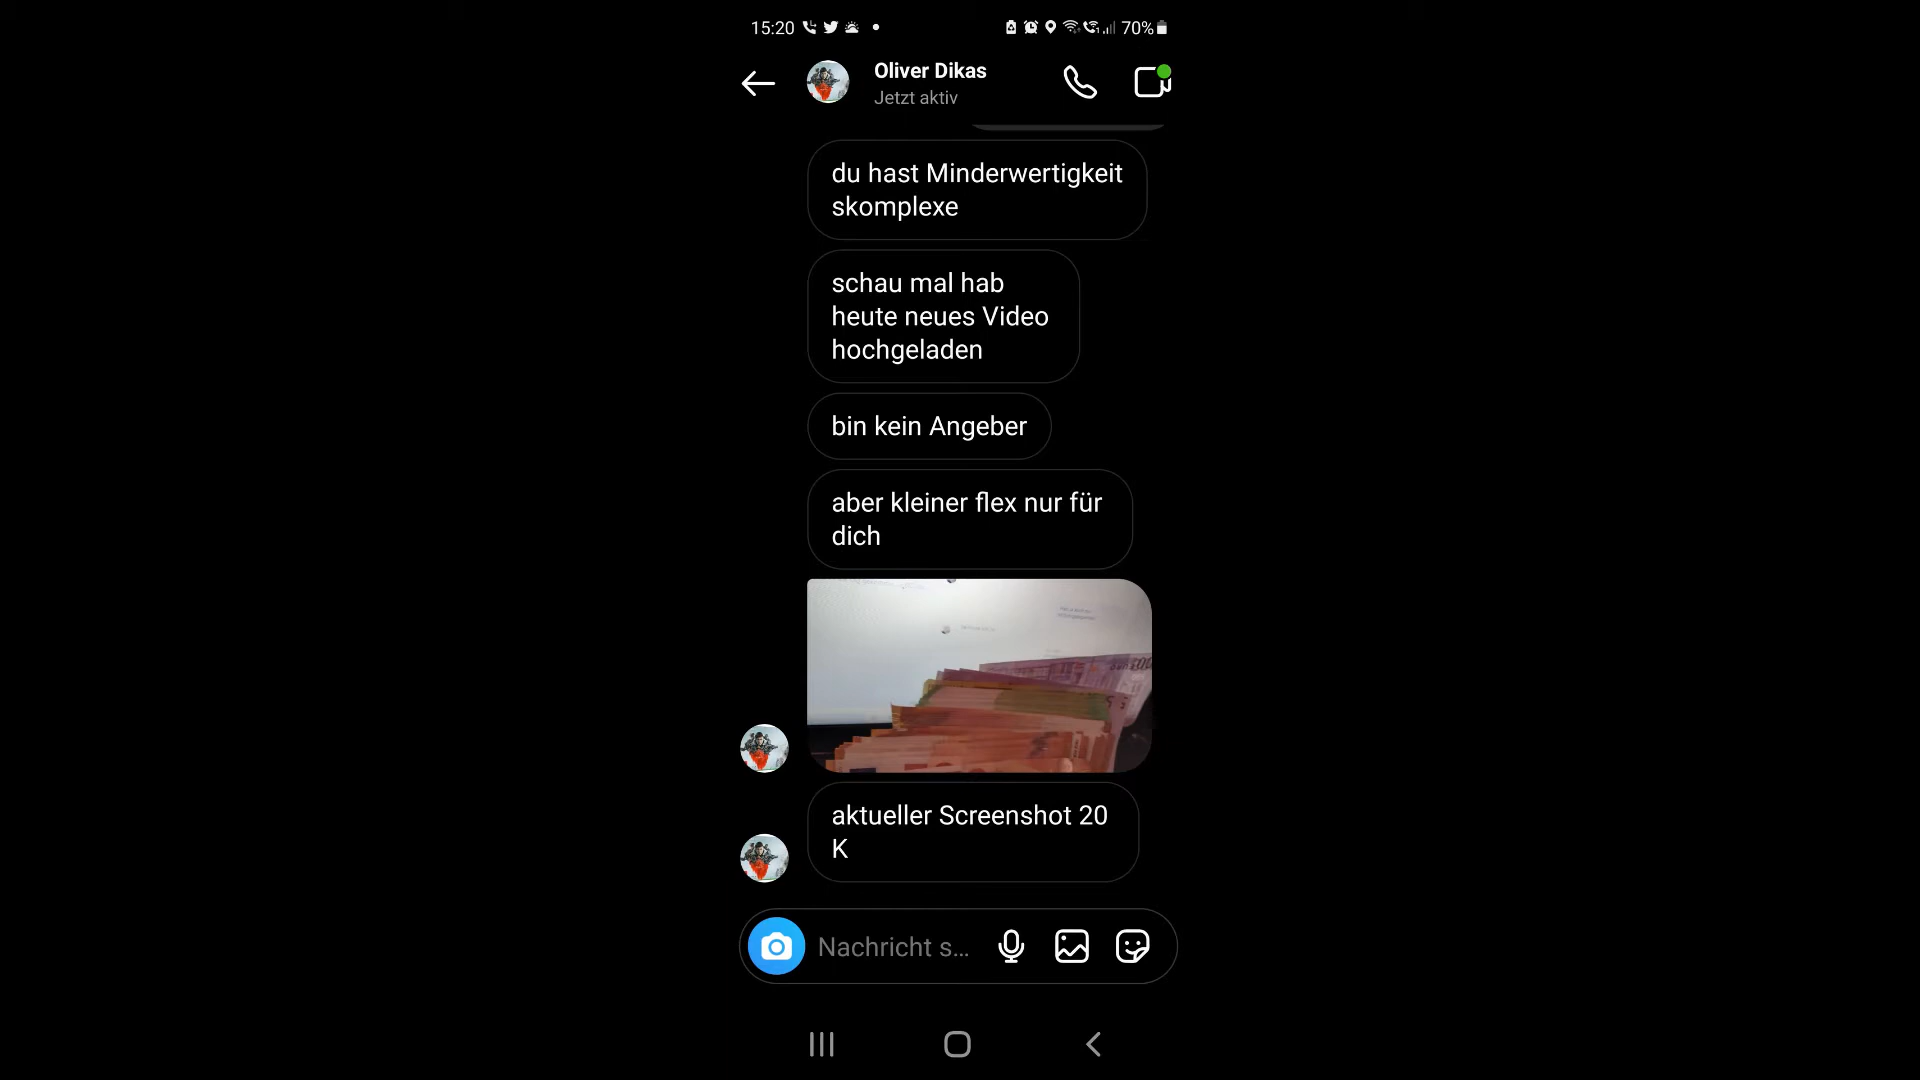 15:20
70%
Oliver Dikas
Jetzt aktiv
du hast Minderwertigkeit
skomplexe
schau mal hab
heute neues Video
hochgeladen
bin kein Angeber
aber kleiner flex nur für
dich
aktueller Screenshot 20
K
Nachricht s...